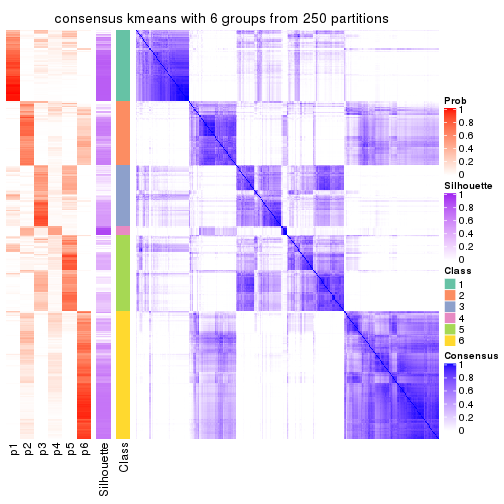 consensus kmeans with 6 groups from 250 partitions
Prob
1
0.8
0.6
0.4
0.2
0
Silhouette
1
0.8
0.6
0.4
0.2
0
Class
1
2
3
4
5
6
Consensus
1
0.8
0.6
0.4
0.2
0
p1
p2
p3
p4
p5
p6
Silhouette
Class